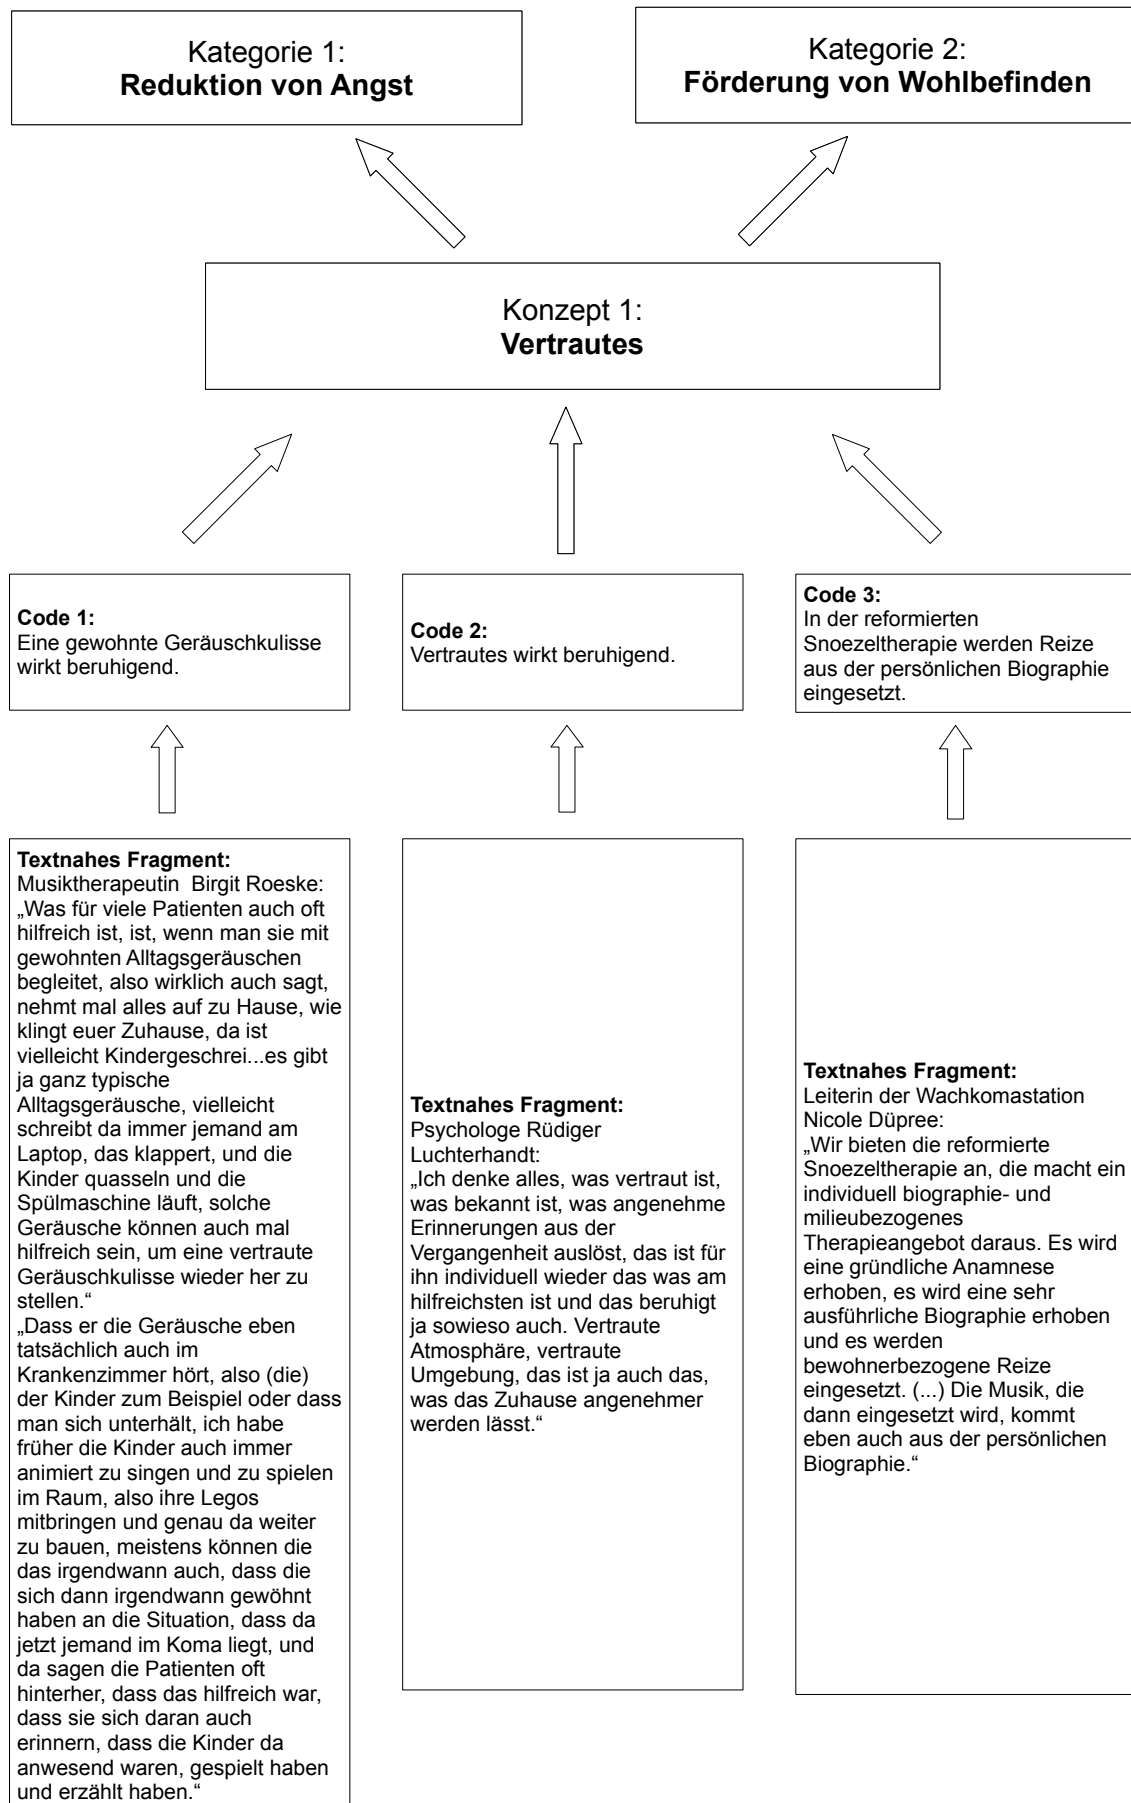 Kategorie 1:
Reduktion von Angst
Kategorie 2:
Förderung von Wohlbefinden
Konzept 1:
Vertrautes
Code 1:
Eine gewohnte Geräuschkulisse
wirkt beruhigend.
Code 2:
Vertrautes wirkt beruhigend.
Code 3:
In der reformierten
Snoezeltherapie werden Reize
aus der persönlichen Biographie
eingesetzt.
Textnahes Fragment:
Musiktherapeutin Birgit Roeske:
„Was für viele Patienten auch oft
hilfreich ist, ist, wenn man sie mit
gewohnten Alltagsgeräuschen
begleitet, also wirklich auch sagt,
nehmt mal alles auf zu Hause, wie
klingt euer Zuhause, da ist
vielleicht Kindergeschrei...es gibt
ja ganz typische
Alltagsgeräusche, vielleicht
schreibt da immer jemand am
Laptop, das klappert, und die
Kinder quasseln und die
Spülmaschine läuft, solche
Geräusche können auch mal
hilfreich sein, um eine vertraute
Geräuschkulisse wieder her zu
stellen.“
„Dass er die Geräusche eben
tatsächlich auch im
Krankenzimmer hört, also (die)
der Kinder zum Beispiel oder dass
man sich unterhält, ich habe
früher die Kinder auch immer
animiert zu singen und zu spielen
im Raum, also ihre Legos
mitbringen und genau da weiter
zu bauen, meistens können die
das irgendwann auch, dass die
sich dann irgendwann gewöhnt
haben an die Situation, dass da
jetzt jemand im Koma liegt, und
da sagen die Patienten oft
hinterher, dass das hilfreich war,
dass sie sich daran auch
erinnern, dass die Kinder da
anwesend waren, gespielt haben
und erzählt haben.“
Textnahes Fragment:
Psychologe Rüdiger
Luchterhandt:
„Ich denke alles, was vertraut ist,
was bekannt ist, was angenehme
Erinnerungen aus der
Vergangenheit auslöst, das ist für
ihn individuell wieder das was am
hilfreichsten ist und das beruhigt
ja sowieso auch. Vertraute
Atmosphäre, vertraute
Umgebung, das ist ja auch das,
was das Zuhause angenehmer
werden lässt.“
Textnahes Fragment:
Leiterin der Wachkomastation
Nicole Düpree:
„Wir bieten die reformierte
Snoezeltherapie an, die macht ein
individuell biographie- und
milieubezogenes
Therapieangebot daraus. Es wird
eine gründliche Anamnese
erhoben, es wird eine sehr
ausführliche Biographie erhoben
und es werden
bewohnerbezogene Reize
eingesetzt. (...) Die Musik, die
dann eingesetzt wird, kommt
eben auch aus der persönlichen
Biographie.“